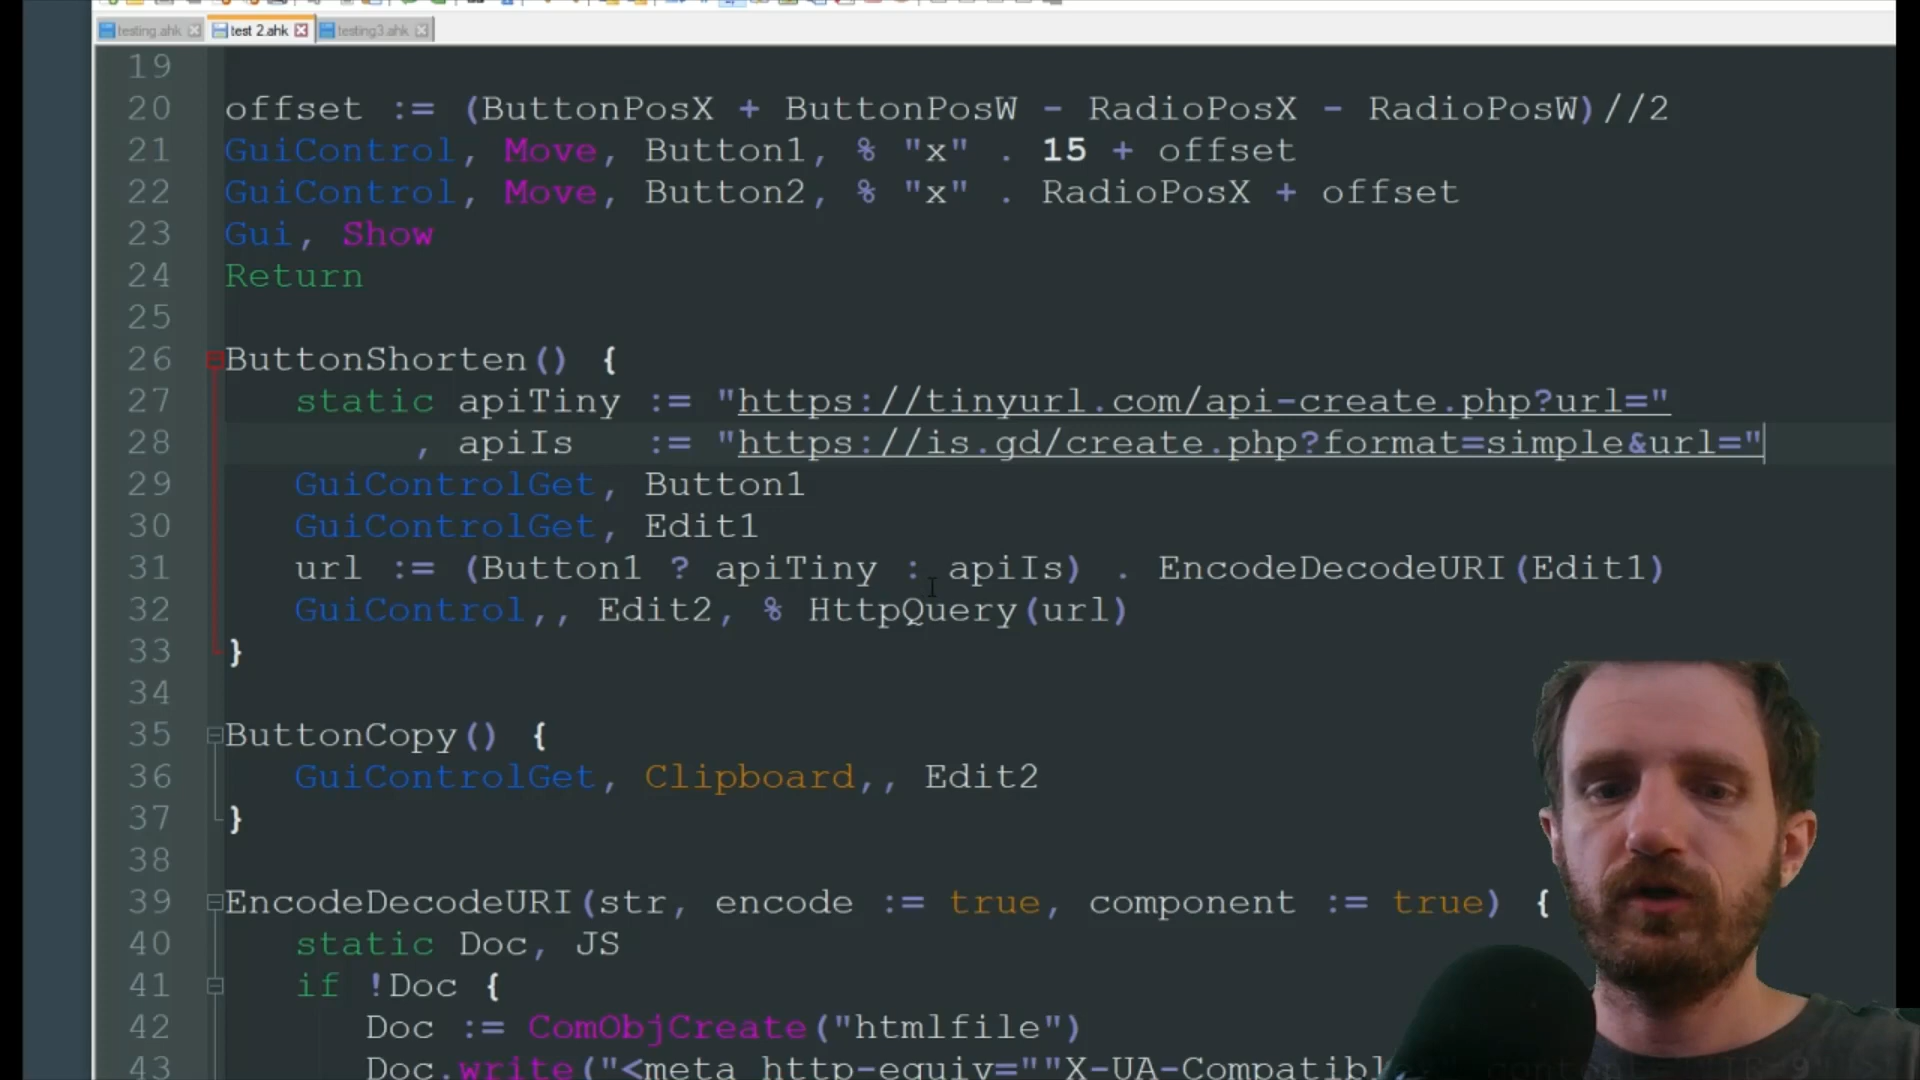 testing.ahk test 2.ahk testing3.ahk
19
20 offset := (ButtonPosX + ButtonPosW - RadioPosX - RadioPosW)//2
21 GuiControl, Move, Button1, % "x" . 15 + offset
22 GuiControl, Move, Button2, % "x" . RadioPosX + offset
23 Gui, Show
24 Return
25
26 ButtonShorten() {
27 static apiTiny := "https://tinyurl.com/api-create.php?url="
28 , apiIs := "https://is.gd/create.php?format=simple&url="
29 GuiControlGet, Button1
30 GuiControlGet, Edit1
31 url := (Button1 ? apiTiny : apiIs) . EncodeDecodeURI(Edit1)
32 GuiControl,, Edit2, % HttpQuery(url)
33 }
34
35 ButtonCopy() {
36 GuiControlGet, Clipboard,, Edit2
37 }
38
39 EncodeDecodeURI(str, encode := true, component := true) {
40 static Doc, JS
41 if !Doc {
42 Doc := ComObjCreate("htmlfile")
43 Doc.write("<meta http-equiv=""X-UA-Compatibl